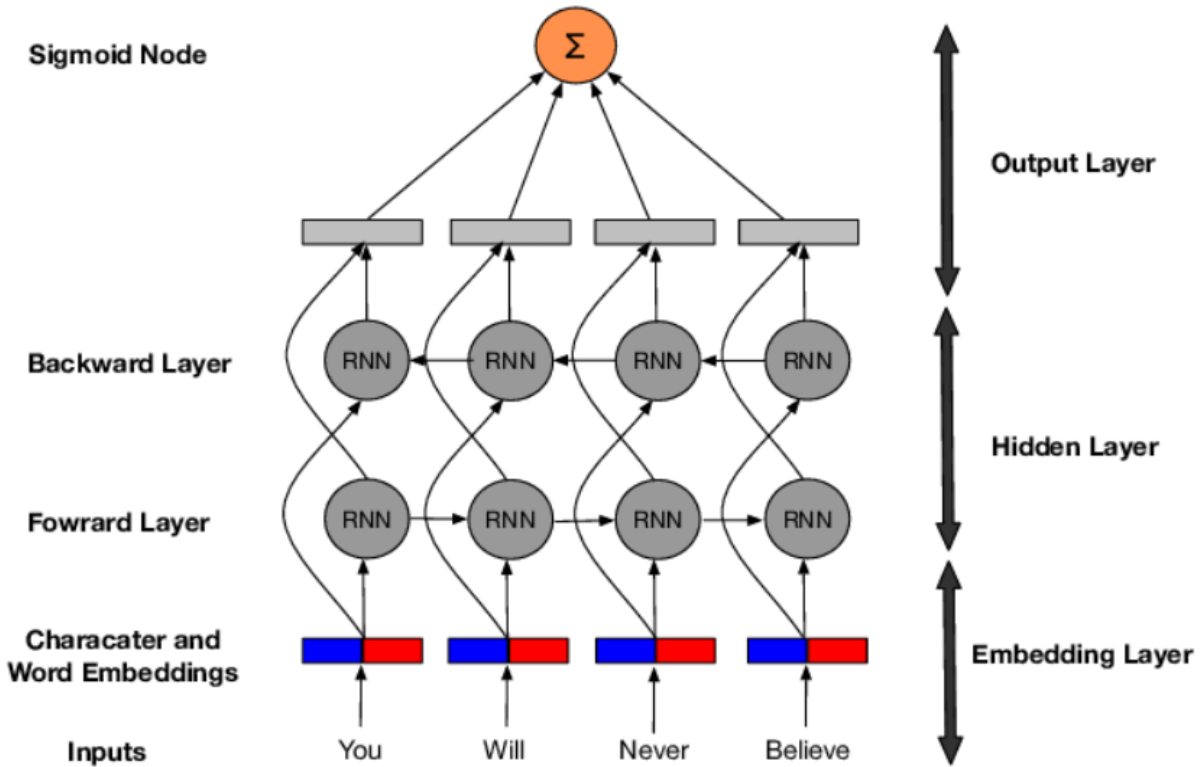 Sigmoid Node
Σ
Output Layer
Backward Layer
RNN RNN RNN RNN
Hidden Layer
Fowrard Layer
RNN RNN RNN RNN
Characater and
Word Embeddings
Embedding Layer
Inputs
You Will Never Believe